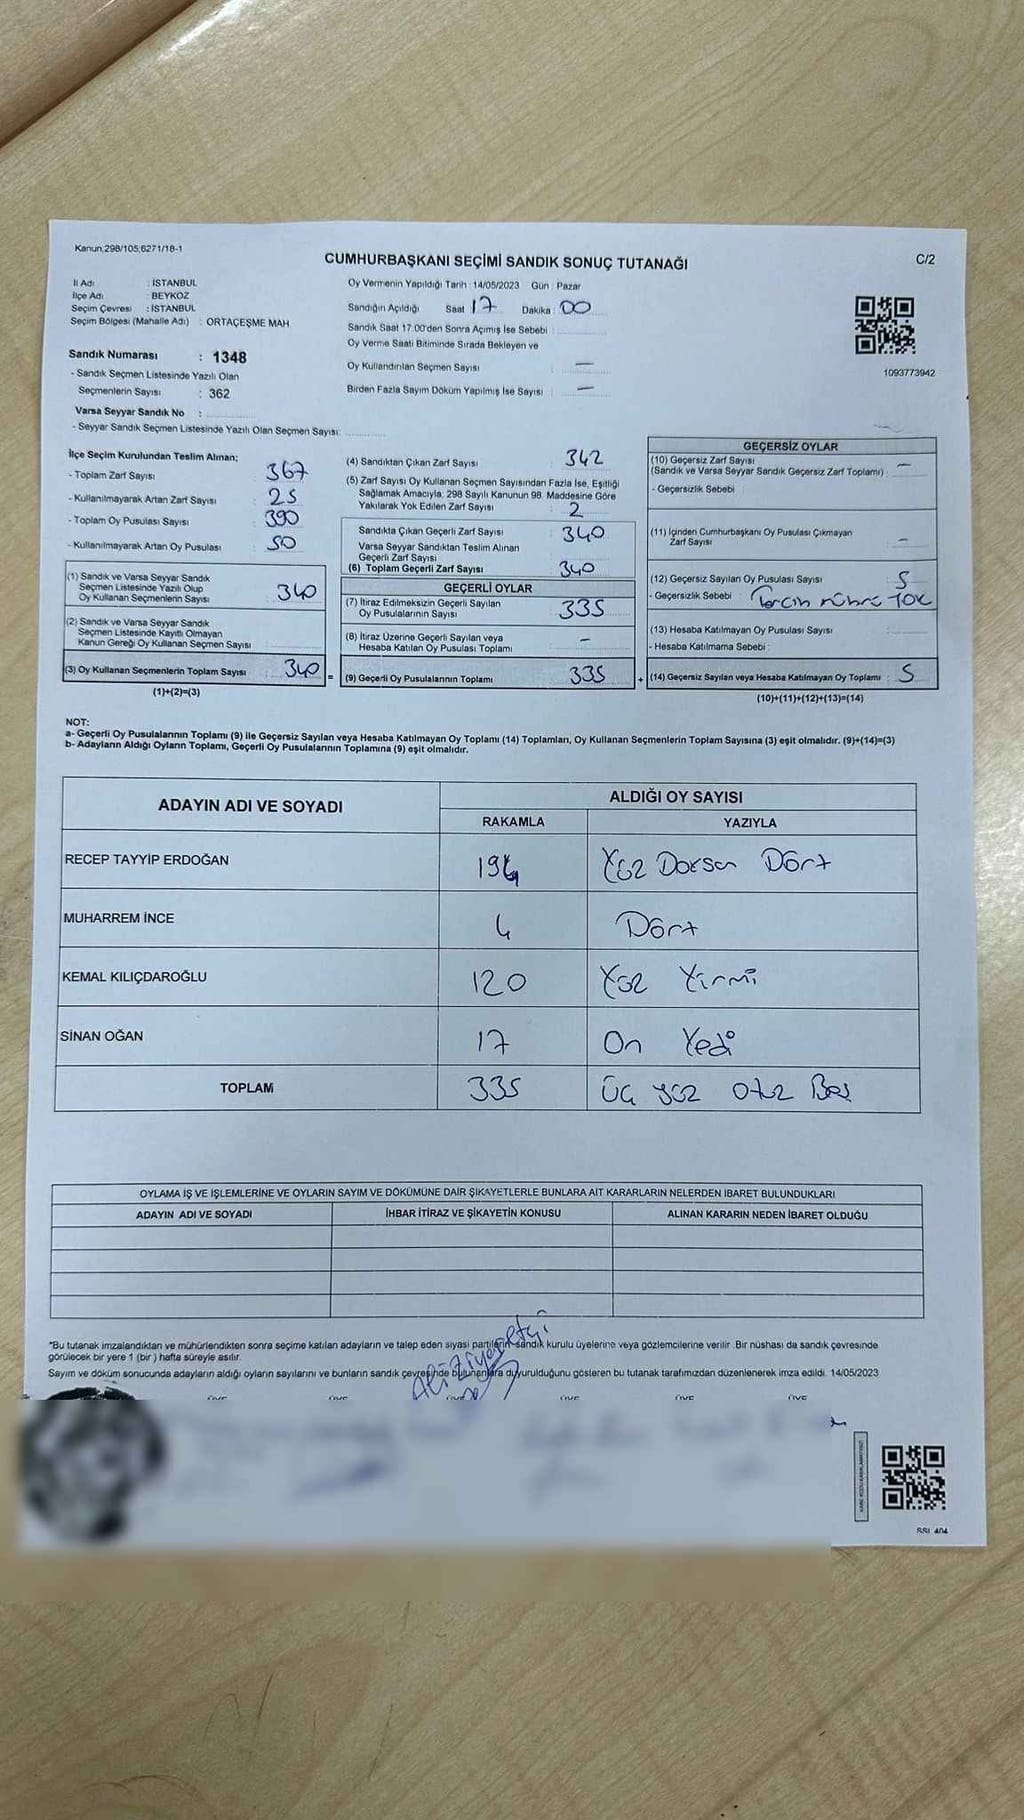 Kanun;298/105;6271/18-1
CUMHURBAŞKANI SEÇİMİ SANDIK SONUÇ TUTANAĞI
C/2
İl Adı : İSTANBUL
İlçe Adı : BEYKOZ
Seçim Çevresi : İSTANBUL
Seçim Bölgesi (Mahalle Adı) : ORTAÇEŞME MAH
Sandık Numarası : 1348
- Sandık Seçmen Listesinde Yazılı Olan
Seçmenlerin Sayısı : 362
Varsa Seyyar Sandık No :
- Seyyar Sandık Seçmen Listesinde Yazılı Olan Seçmen Sayısı:
Oy Vermenin Yapıldığı Tarih : 14/05/2023 Gün : Pazar
Sandığın Açıldığı Saat 17 Dakika : 00
Sandık Saat 17:00'den Sonra Açımış İse Sebebi :
Oy Verme Saati Bitiminde Sırada Bekleyen ve
Oy Kullandırılan Seçmen Sayısı : —
Birden Fazla Sayım Döküm Yapılmış İse Sayısı : —
1093773942
İlçe Seçim Kurulundan Teslim Alınan;
- Toplam Zarf Sayısı : 367
- Kullanılmayarak Artan Zarf Sayısı : 25
- Toplam Oy Pusulası Sayısı : 390
- Kullanılmayarak Artan Oy Pusulası : 50
(1) Sandık ve Varsa Seyyar Sandık
Seçmen Listesinde Yazılı Olup
Oy Kullanan Seçmenlerin Sayısı : 340
(2) Sandık ve Varsa Seyyar Sandık
Seçmen Listesinde Kayıtlı Olmayan
Kanun Gereği Oy Kullanan Seçmen Sayısı :
(3) Oy Kullanan Seçmenlerin Toplam Sayısı : 340 =
(1)+(2)=(3)
(4) Sandıktan Çıkan Zarf Sayısı : 342
(5) Zarf Sayısı Oy Kullanan Seçmen Sayısından Fazla İse, Eşitliği
Sağlamak Amacıyla; 298 Sayılı Kanunun 98. Maddesine Göre
Yakılarak Yok Edilen Zarf Sayısı : 2
Sandıkta Çıkan Geçerli Zarf Sayısı : 340
Varsa Seyyar Sandıktan Teslim Alınan
Geçerli Zarf Sayısı :
(6) Toplam Geçerli Zarf Sayısı : 340
GEÇERLİ OYLAR
(7) İtiraz Edilmeksizin Geçerli Sayılan
Oy Pusulalarının Sayısı : 335
(8) İtiraz Üzerine Geçerli Sayılan veya
Hesaba Katılan Oy Pusulası Toplamı : —
(9) Geçerli Oy Pusulalarının Toplamı : 335 +
GEÇERSİZ OYLAR
(10) Geçersiz Zarf Sayısı
(Sandık ve Varsa Seyyar Sandık Geçersiz Zarf Toplamı) : —
- Geçersizlik Sebebi :
(11) İçinden Cumhurbaşkanı Oy Pusulası Çıkmayan
Zarf Sayısı : —
(12) Geçersiz Sayılan Oy Pusulası Sayısı : 5
- Geçersizlik Sebebi : Tercih mührü Yok
(13) Hesaba Katılmayan Oy Pusulası Sayısı :
- Hesaba Katılmama Sebebi :
(14) Geçersiz Sayılan veya Hesaba Katılmayan Oy Toplamı : 5
(10)+(11)+(12)+(13)=(14)
NOT:
a- Geçerli Oy Pusulalarının Toplamı (9) ile Geçersiz Sayılan veya Hesaba Katılmayan Oy Toplamı (14) Toplamları, Oy Kullanan Seçmenlerin Toplam Sayısına (3) eşit olmalıdır. (9)+(14)=(3)
b- Adayların Aldığı Oyların Toplamı, Geçerli Oy Pusulalarının Toplamına (9) eşit olmalıdır.
ADAYIN ADI VE SOYADI
ALDIĞI OY SAYISI
RAKAMLA YAZIYLA
RECEP TAYYİP ERDOĞAN 194 Yüz Doksan Dört
MUHARREM İNCE 4 Dört
KEMAL KILIÇDAROĞLU 120 Yüz Yirmi
SİNAN OĞAN 17 On Yedi
TOPLAM 335 Üç yüz otuz Beş
OYLAMA İŞ VE İŞLEMLERİNE VE OYLARIN SAYIM VE DÖKÜMÜNE DAİR ŞİKAYETLERLE BUNLARA AİT KARARLARIN NELERDEN İBARET BULUNDUKLARI
ADAYIN ADI VE SOYADI İHBAR İTİRAZ VE ŞİKAYETİN KONUSU ALINAN KARARIN NEDEN İBARET OLDUĞU
*Bu tutanak imzalandıktan ve mühürlendikten sonra seçime katılan adayların ve talep eden siyasi partilerin sandık kurulu üyelerine veya gözlemcilerine verilir. Bir nüshası da sandık çevresinde
görülecek bir yere 1 (bir ) hafta süreyle asılır.
Sayım ve döküm sonucunda adayların aldığı oyların sayılarını ve bunların sandık çevresinde bulunanlara duyurulduğunu gösteren bu tutanak tarafımızdan düzenlenerek imza edildi. 14/05/2023
ÜYE ÜYE ÜYE ÜYE ÜYE